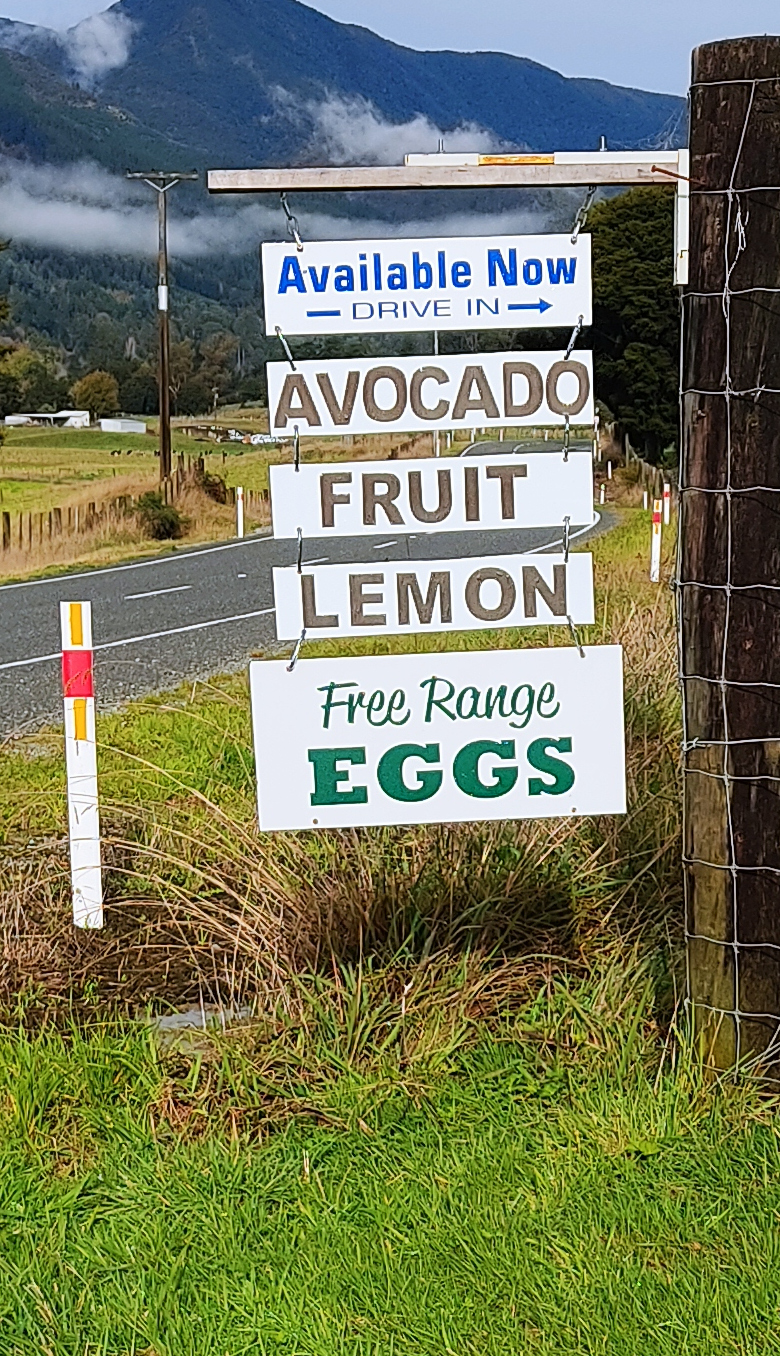 Available Now
DRIVE IN
AVOCADO
FRUIT
LEMON
Free Range
EGGS